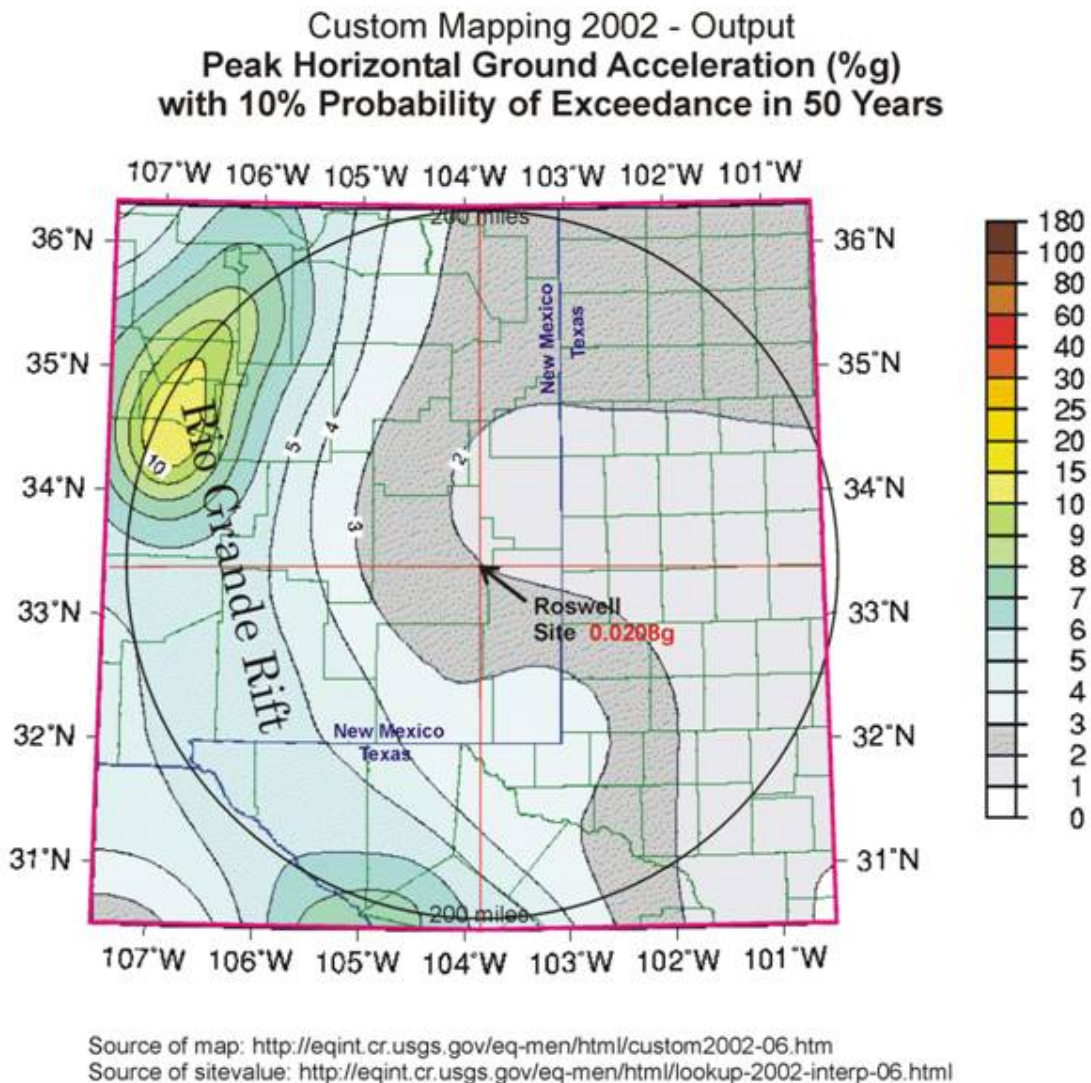 Custom Mapping 2002 - Output
Peak Horizontal Ground Acceleration (%g)
with 10% Probability of Exceedance in 50 Years
107°W 106°W 105°W 104°W 103°W 102°W 101°W
200 miles
36°N 36°N
35°N 35°N
34°N 34°N
33°N 33°N
32°N 32°N
31°N 31°N
New Mexico
Texas
5
4
2
3
10
Rio Grande Rift
Roswell
Site 0.0208g
New Mexico
Texas
200 miles
107°W 106°W 105°W 104°W 103°W 102°W 101°W
180
100
80
60
40
30
25
20
15
10
9
8
7
6
5
4
3
2
1
0
Source of map: http://eqint.cr.usgs.gov/eq-men/html/custom2002-06.htm
Source of sitevalue: http://eqint.cr.usgs.gov/eq-men/html/lookup-2002-interp-06.html